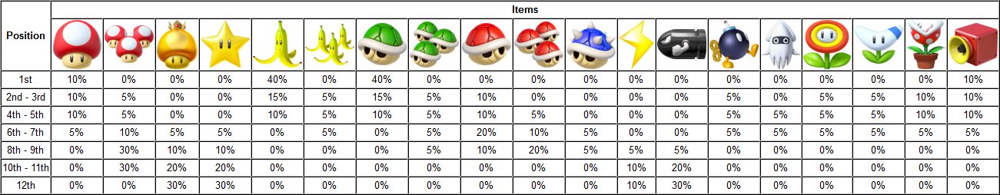 Items
Position
1st 10% 0% 0% 0% 40% 0% 40% 0% 0% 0% 0% 0% 0% 0% 0% 0% 0% 0% 10%
2nd - 3rd 10% 5% 0% 0% 15% 5% 15% 5% 10% 0% 0% 0% 0% 5% 0% 5% 5% 10% 10%
4th - 5th 10% 5% 0% 0% 10% 5% 10% 5% 10% 5% 0% 0% 0% 5% 5% 5% 5% 10% 10%
6th - 7th 5% 10% 5% 5% 0% 5% 0% 5% 20% 10% 5% 0% 0% 5% 5% 5% 5% 5% 5%
8th - 9th 0% 30% 10% 10% 0% 0% 0% 5% 10% 20% 5% 5% 5% 0% 0% 0% 0% 0% 0%
10th - 11th 0% 30% 20% 20% 0% 0% 0% 0% 0% 0% 0% 10% 20% 0% 0% 0% 0% 0% 0%
12th 0% 0% 30% 30% 0% 0% 0% 0% 0% 0% 0% 10% 30% 0% 0% 0% 0% 0% 0%